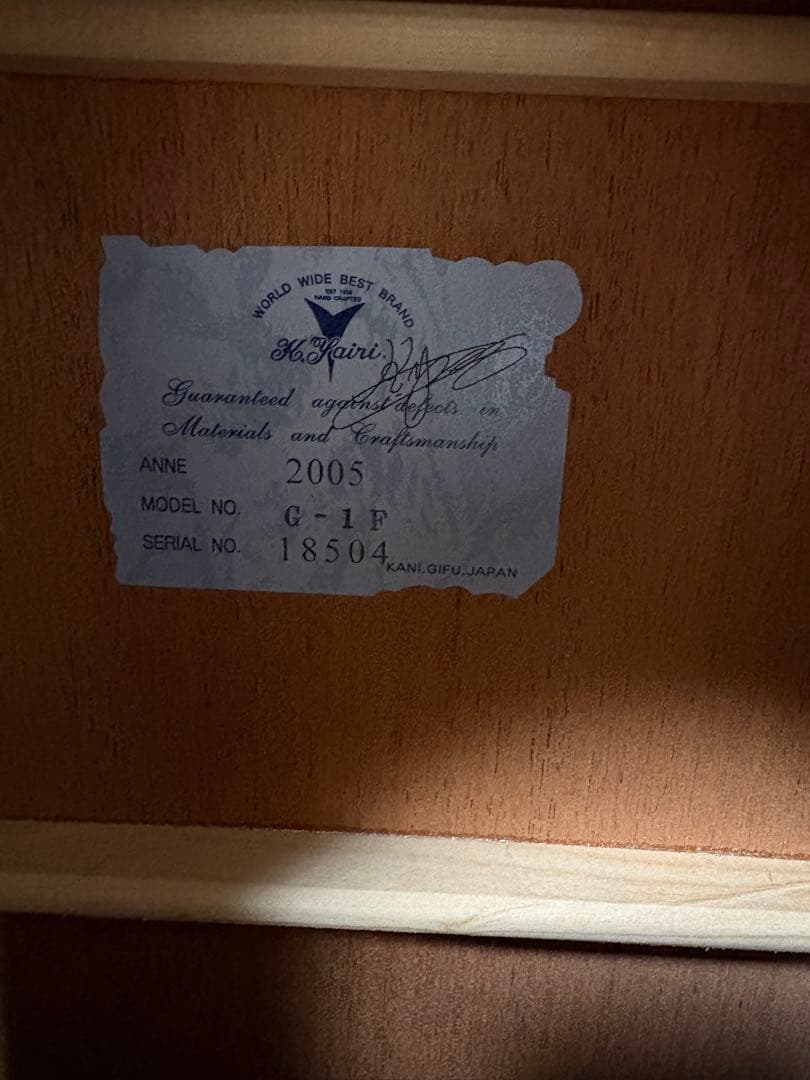 WORLD WIDE BEST BRAND
EST 1935
HAND CRAFTED
K.Yairi
Guaranteed against defects in
Materials and Craftsmanship
ANNE 2005
MODEL NO. G-1F
SERIAL NO. 18504
KANI.GIFU.JAPAN